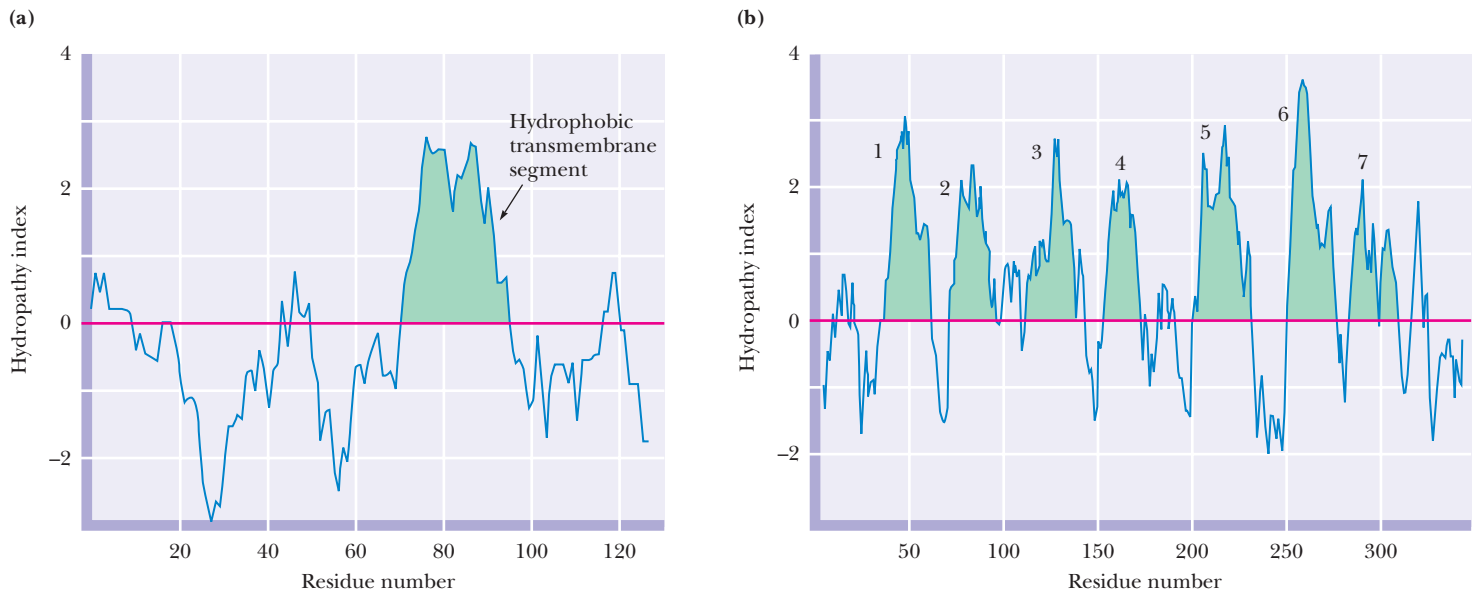 (a)
4
2
0
–2
Hydropathy index
Hydrophobic
transmembrane
segment
20 40 60 80 100 120
Residue number
(b)
4
2
0
–2
Hydropathy index
1
2
3
4
5
6
7
50 100 150 200 250 300
Residue number